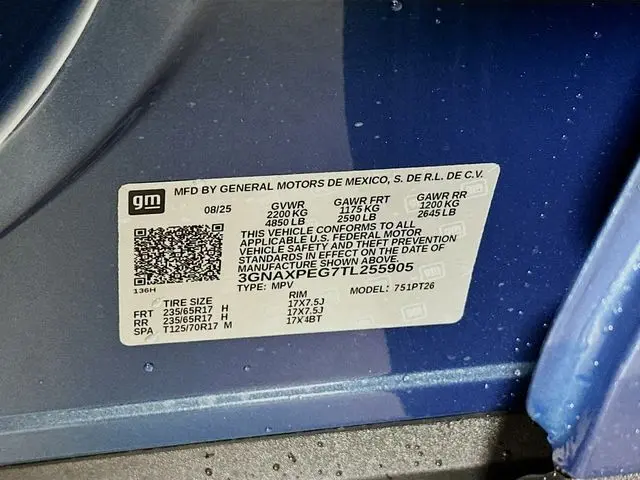 gm MFD BY GENERAL MOTORS DE MEXICO, S. DE R.L. DE C.V.
08/25 GVWR GAWR FRT GAWR RR
2200 KG 1175 KG 1200 KG
4850 LB 2590 LB 2645 LB
THIS VEHICLE CONFORMS TO ALL
APPLICABLE U.S. FEDERAL MOTOR
VEHICLE SAFETY AND THEFT PREVENTION
STANDARDS IN EFFECT ON THE DATE OF
MANUFACTURE SHOWN ABOVE.
3GNAXPEG7TL255905
136H TYPE: MPV MODEL: 751PT26
TIRE SIZE RIM
FRT 235/65R17 H 17X7.5J
RR 235/65R17 H 17X7.5J
SPA T125/70R17 M 17X4BT